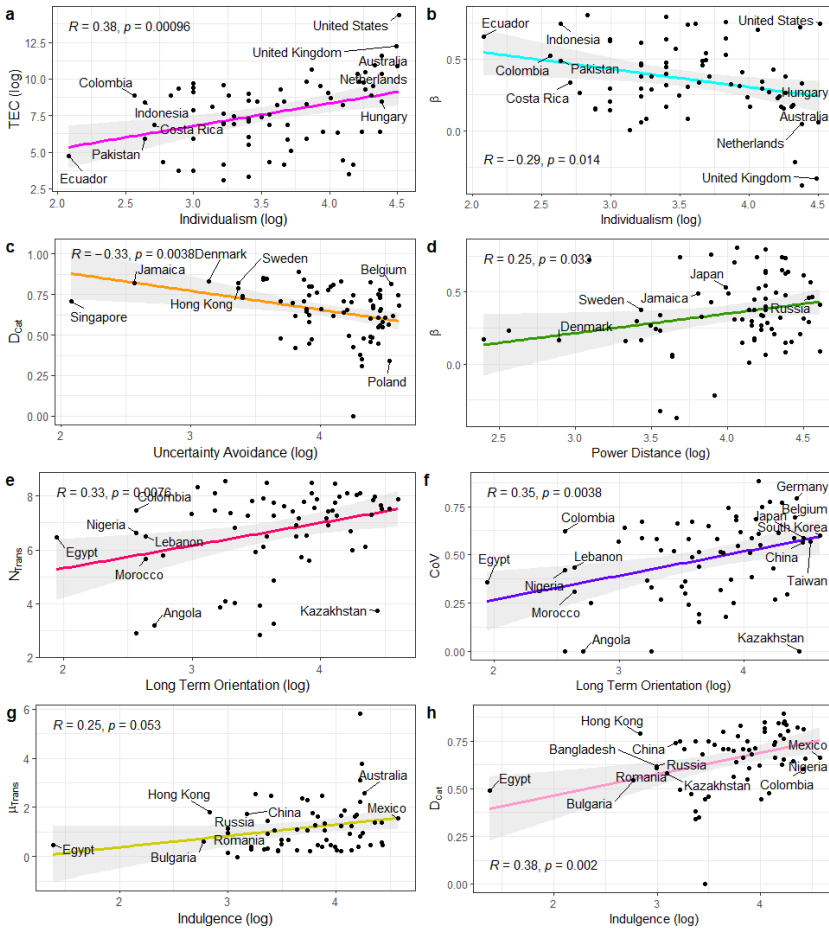 a
R = 0.38, p = 0.00096
United States
United Kingdom
Australia
Colombia
Netherlands
Indonesia
Costa Rica
Hungary
Pakistan
Ecuador
TEC (log)
12.5
10.0
7.5
5.0
2.5
2.0 2.5 3.0 3.5 4.0 4.5
Individualism (log)
b
Ecuador
United States
Indonesia
Colombia
Pakistan
Costa Rica
Hungary
Australia
Netherlands
R = −0.29, p = 0.014
United Kingdom
β
0.5
0.0
2.0 2.5 3.0 3.5 4.0 4.5
Individualism (log)
c
R = −0.33, p = 0.0038
Denmark
Sweden
Jamaica
Belgium
Hong Kong
Singapore
Poland
DCat
1.00
0.75
0.50
0.25
0.00
2 3 4
Uncertainty Avoidance (log)
d
R = 0.25, p = 0.033
Japan
Sweden
Jamaica
Russia
Denmark
β
0.5
0.0
2.5 3.0 3.5 4.0 4.5
Power Distance (log)
e
R = 0.33, p = 0.0076
Colombia
Nigeria
Lebanon
Egypt
Morocco
Angola
Kazakhstan
NTrans
8
6
4
2
2 3 4
Long Term Orientation (log)
f
R = 0.35, p = 0.0038
Germany
Belgium
Colombia
Japan
South Korea
Lebanon
China
Egypt
Taiwan
Nigeria
Morocco
Angola
Kazakhstan
CoV
0.75
0.50
0.25
0.00
2 3 4
Long Term Orientation (log)
g
R = 0.25, p = 0.053
Australia
Hong Kong
China
Mexico
Russia
Romania
Egypt
Bulgaria
μTrans
6
4
2
0
2 3 4
Indulgence (log)
h
Hong Kong
China
Mexico
Bangladesh
Russia
Nigeria
Egypt
Romania
Kazakhstan
Colombia
Bulgaria
R = 0.38, p = 0.002
DCat
0.75
0.50
0.25
0.00
2 3 4
Indulgence (log)